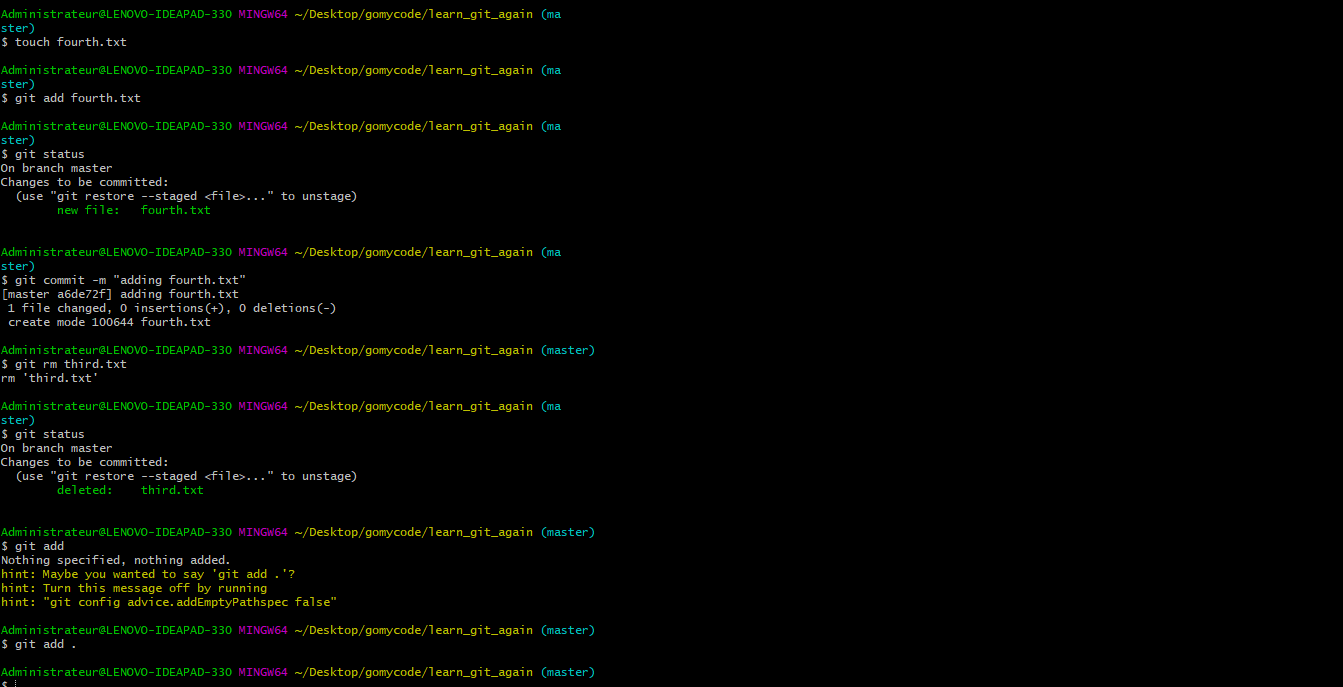 Administrateur@LENOVO-IDEAPAD-330 MINGW64 ~/Desktop/gomycode/learn_git_again (ma
ster)
$ touch fourth.txt
Administrateur@LENOVO-IDEAPAD-330 MINGW64 ~/Desktop/gomycode/learn_git_again (ma
ster)
$ git add fourth.txt
Administrateur@LENOVO-IDEAPAD-330 MINGW64 ~/Desktop/gomycode/learn_git_again (ma
ster)
$ git status
On branch master
Changes to be committed:
  (use "git restore --staged <file>..." to unstage)
        new file:   fourth.txt
Administrateur@LENOVO-IDEAPAD-330 MINGW64 ~/Desktop/gomycode/learn_git_again (ma
ster)
$ git commit -m "adding fourth.txt"
[master a6de72f] adding fourth.txt
 1 file changed, 0 insertions(+), 0 deletions(-)
 create mode 100644 fourth.txt
Administrateur@LENOVO-IDEAPAD-330 MINGW64 ~/Desktop/gomycode/learn_git_again (master)
$ git rm third.txt
rm 'third.txt'
Administrateur@LENOVO-IDEAPAD-330 MINGW64 ~/Desktop/gomycode/learn_git_again (ma
ster)
$ git status
On branch master
Changes to be committed:
  (use "git restore --staged <file>..." to unstage)
        deleted:    third.txt
Administrateur@LENOVO-IDEAPAD-330 MINGW64 ~/Desktop/gomycode/learn_git_again (master)
$ git add
Nothing specified, nothing added.
hint: Maybe you wanted to say 'git add .'?
hint: Turn this message off by running
hint: "git config advice.addEmptyPathspec false"
Administrateur@LENOVO-IDEAPAD-330 MINGW64 ~/Desktop/gomycode/learn_git_again (master)
$ git add .
Administrateur@LENOVO-IDEAPAD-330 MINGW64 ~/Desktop/gomycode/learn_git_again (master)
$